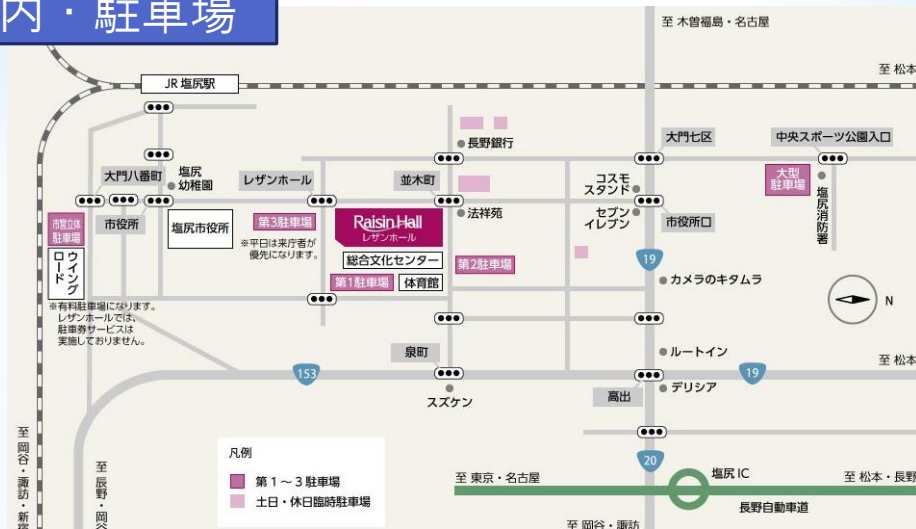 内・駐車場
至 木曽福島・名古屋
至 松本
JR 塩尻駅
長野銀行
大門七区
中央スポーツ公園入口
大門八番町
塩尻
幼稚園
レザンホール
並木町
コスモ
スタンド
大型
駐車場
塩尻消防署
市営立体
駐車場
市役所
塩尻市役所
第3駐車場
Raisin Hall
レザンホール
法祥苑
セブン
イレブン
市役所口
※平日は来庁者が
優先になります。
総合文化センター
第2駐車場
19
ウイング
ロード
第1駐車場
体育館
カメラのキタムラ
N
※有料駐車場になります。
レザンホールでは、
駐車券サービスは
実施しておりません。
泉町
ルートイン
至 松本
153
19
スズケン
高出
デリシア
至 岡谷・諏訪・新宿
至 辰野・岡谷
凡例
第1～3駐車場
土日・休日臨時駐車場
20
至 東京・名古屋
塩尻 IC
至 松本・長野
長野自動車道
至 岡谷・諏訪